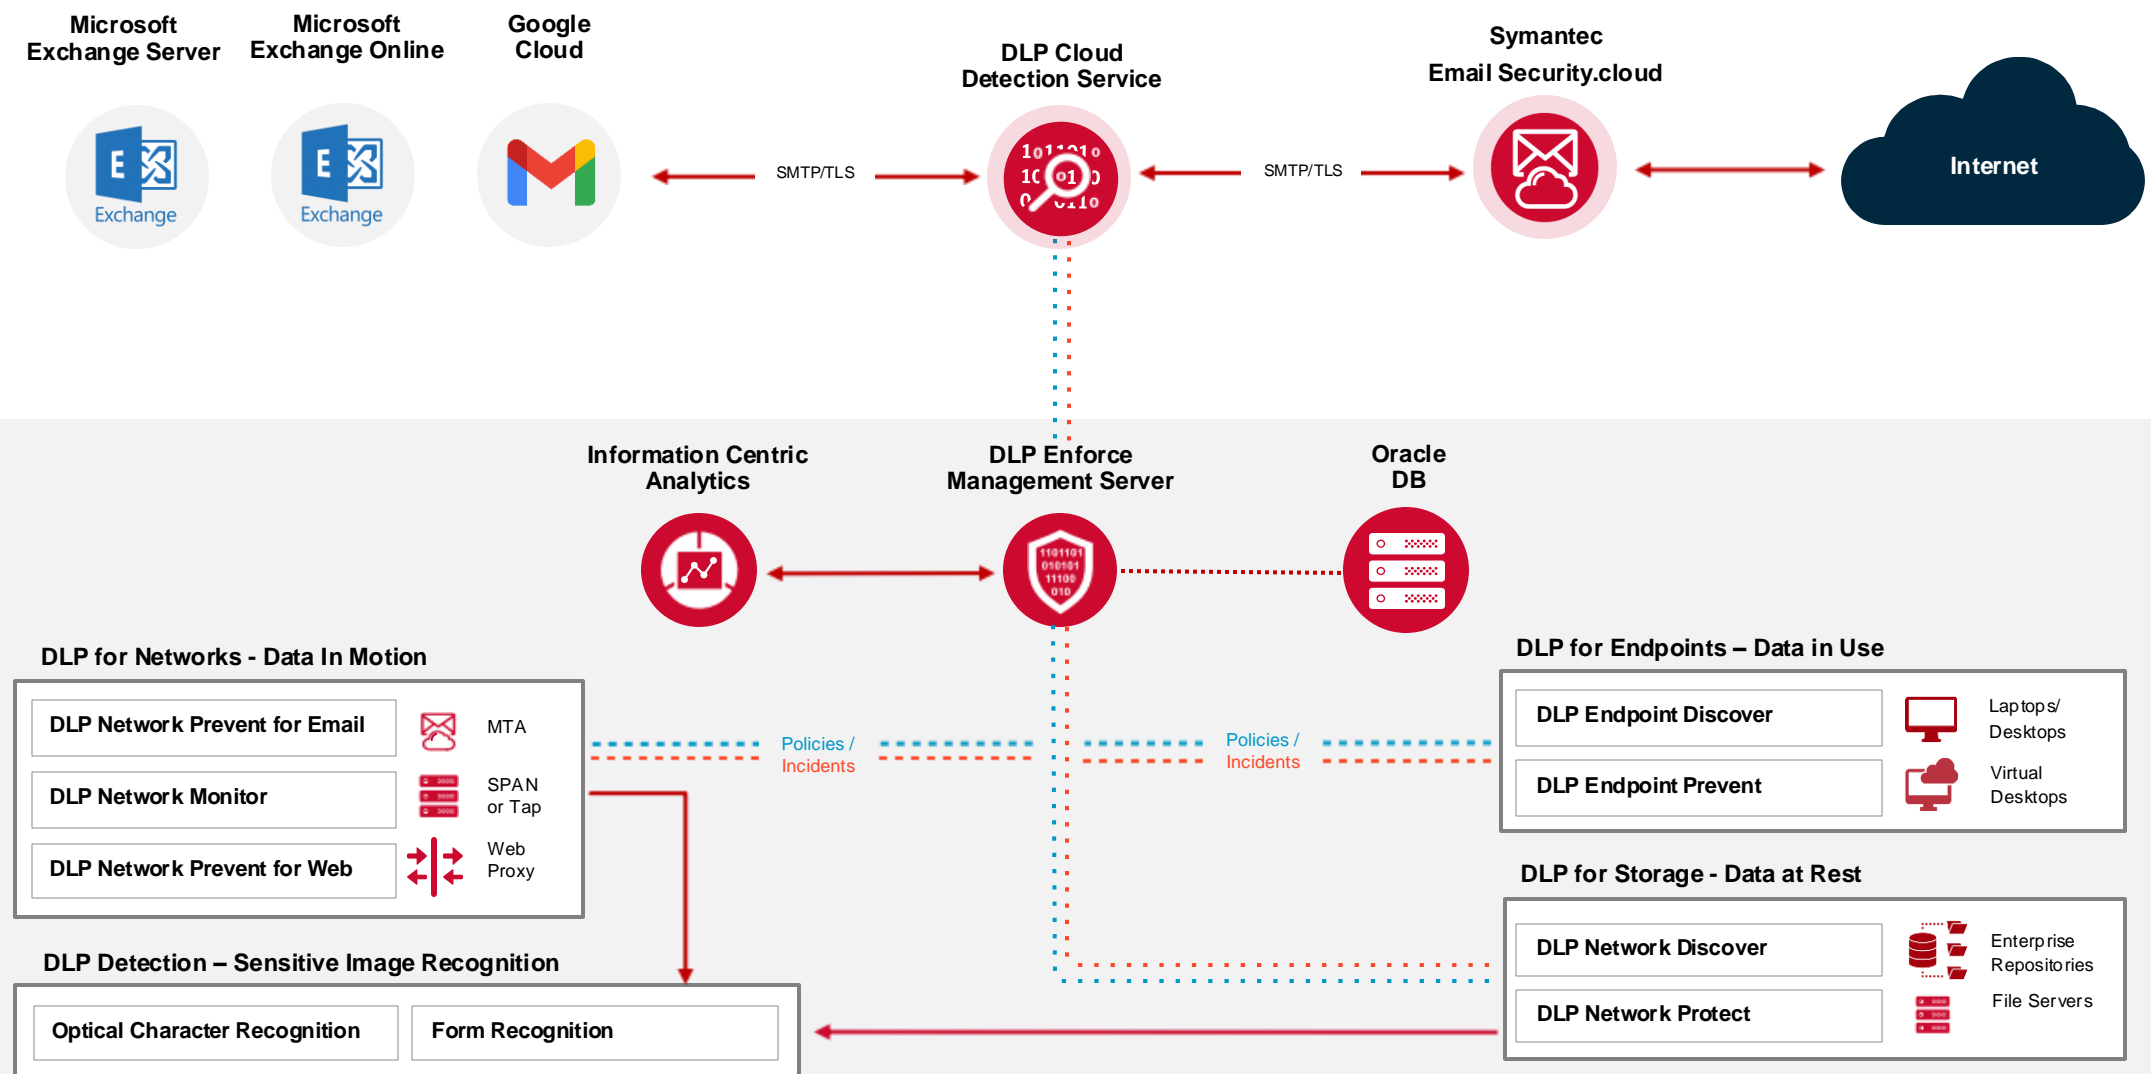 Microsoft
Exchange Server
Microsoft
Exchange Online
Google
Cloud
DLP Cloud
Detection Service
Symantec
Email Security.cloud
E
Exchange
E
Exchange
SMTP/TLS
SMTP/TLS
Internet
Information Centric
Analytics
DLP Enforce
Management Server
Oracle
DB
1101101
010101
11100
010
DLP for Networks - Data In Motion
DLP Network Prevent for Email
MTA
DLP Network Monitor
SPAN
or Tap
DLP Network Prevent for Web
Web
Proxy
Policies /
Incidents
Policies /
Incidents
DLP for Endpoints – Data in Use
DLP Endpoint Discover
Laptops/
Desktops
DLP Endpoint Prevent
Virtual
Desktops
DLP for Storage - Data at Rest
DLP Network Discover
Enterprise
Repositories
DLP Network Protect
File Servers
DLP Detection – Sensitive Image Recognition
Optical Character Recognition
Form Recognition